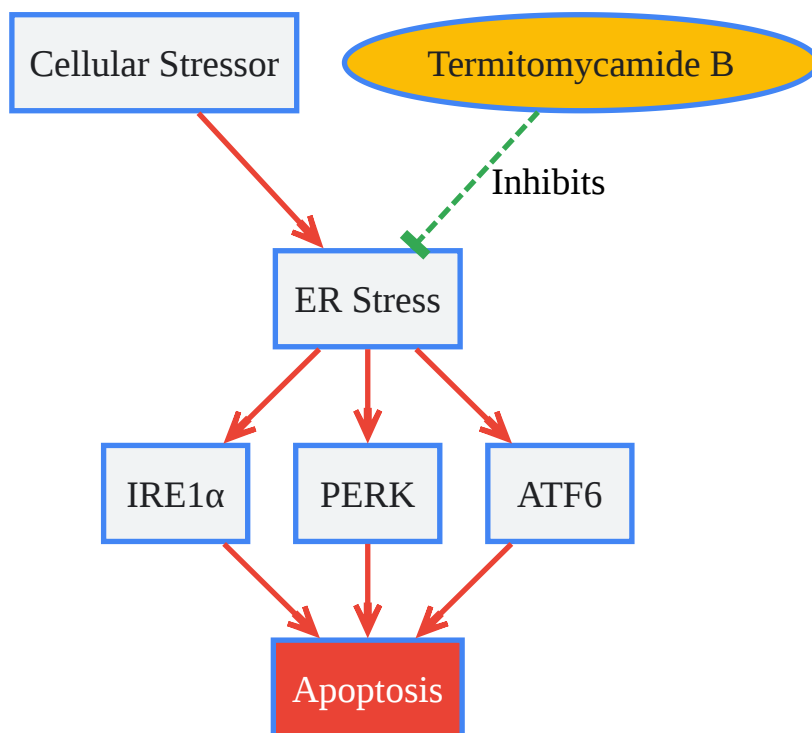 Cellular Stressor
Termitomycamide B
Inhibits
ER Stress
IRE1α
PERK
ATF6
Apoptosis